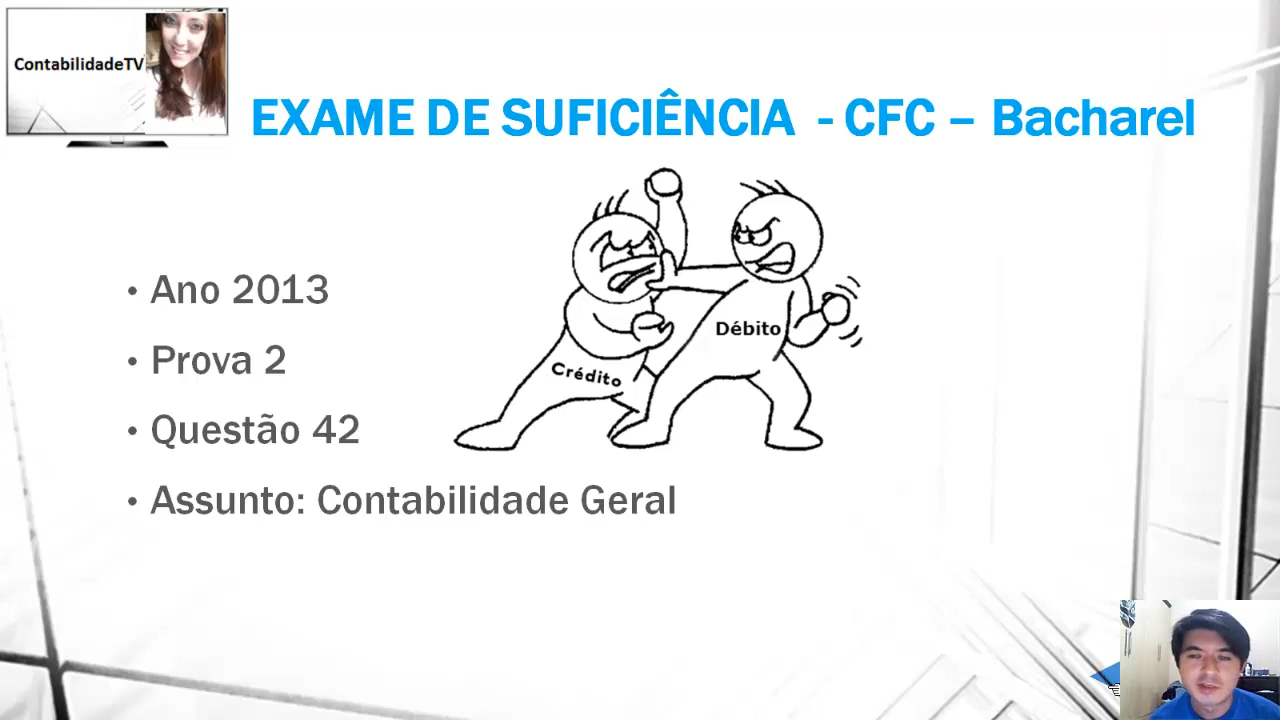 ContabilidadeTV
EXAME DE SUFICIÊNCIA - CFC – Bacharel
• Ano 2013
• Prova 2
• Questão 42
• Assunto: Contabilidade Geral
Crédito
Débito